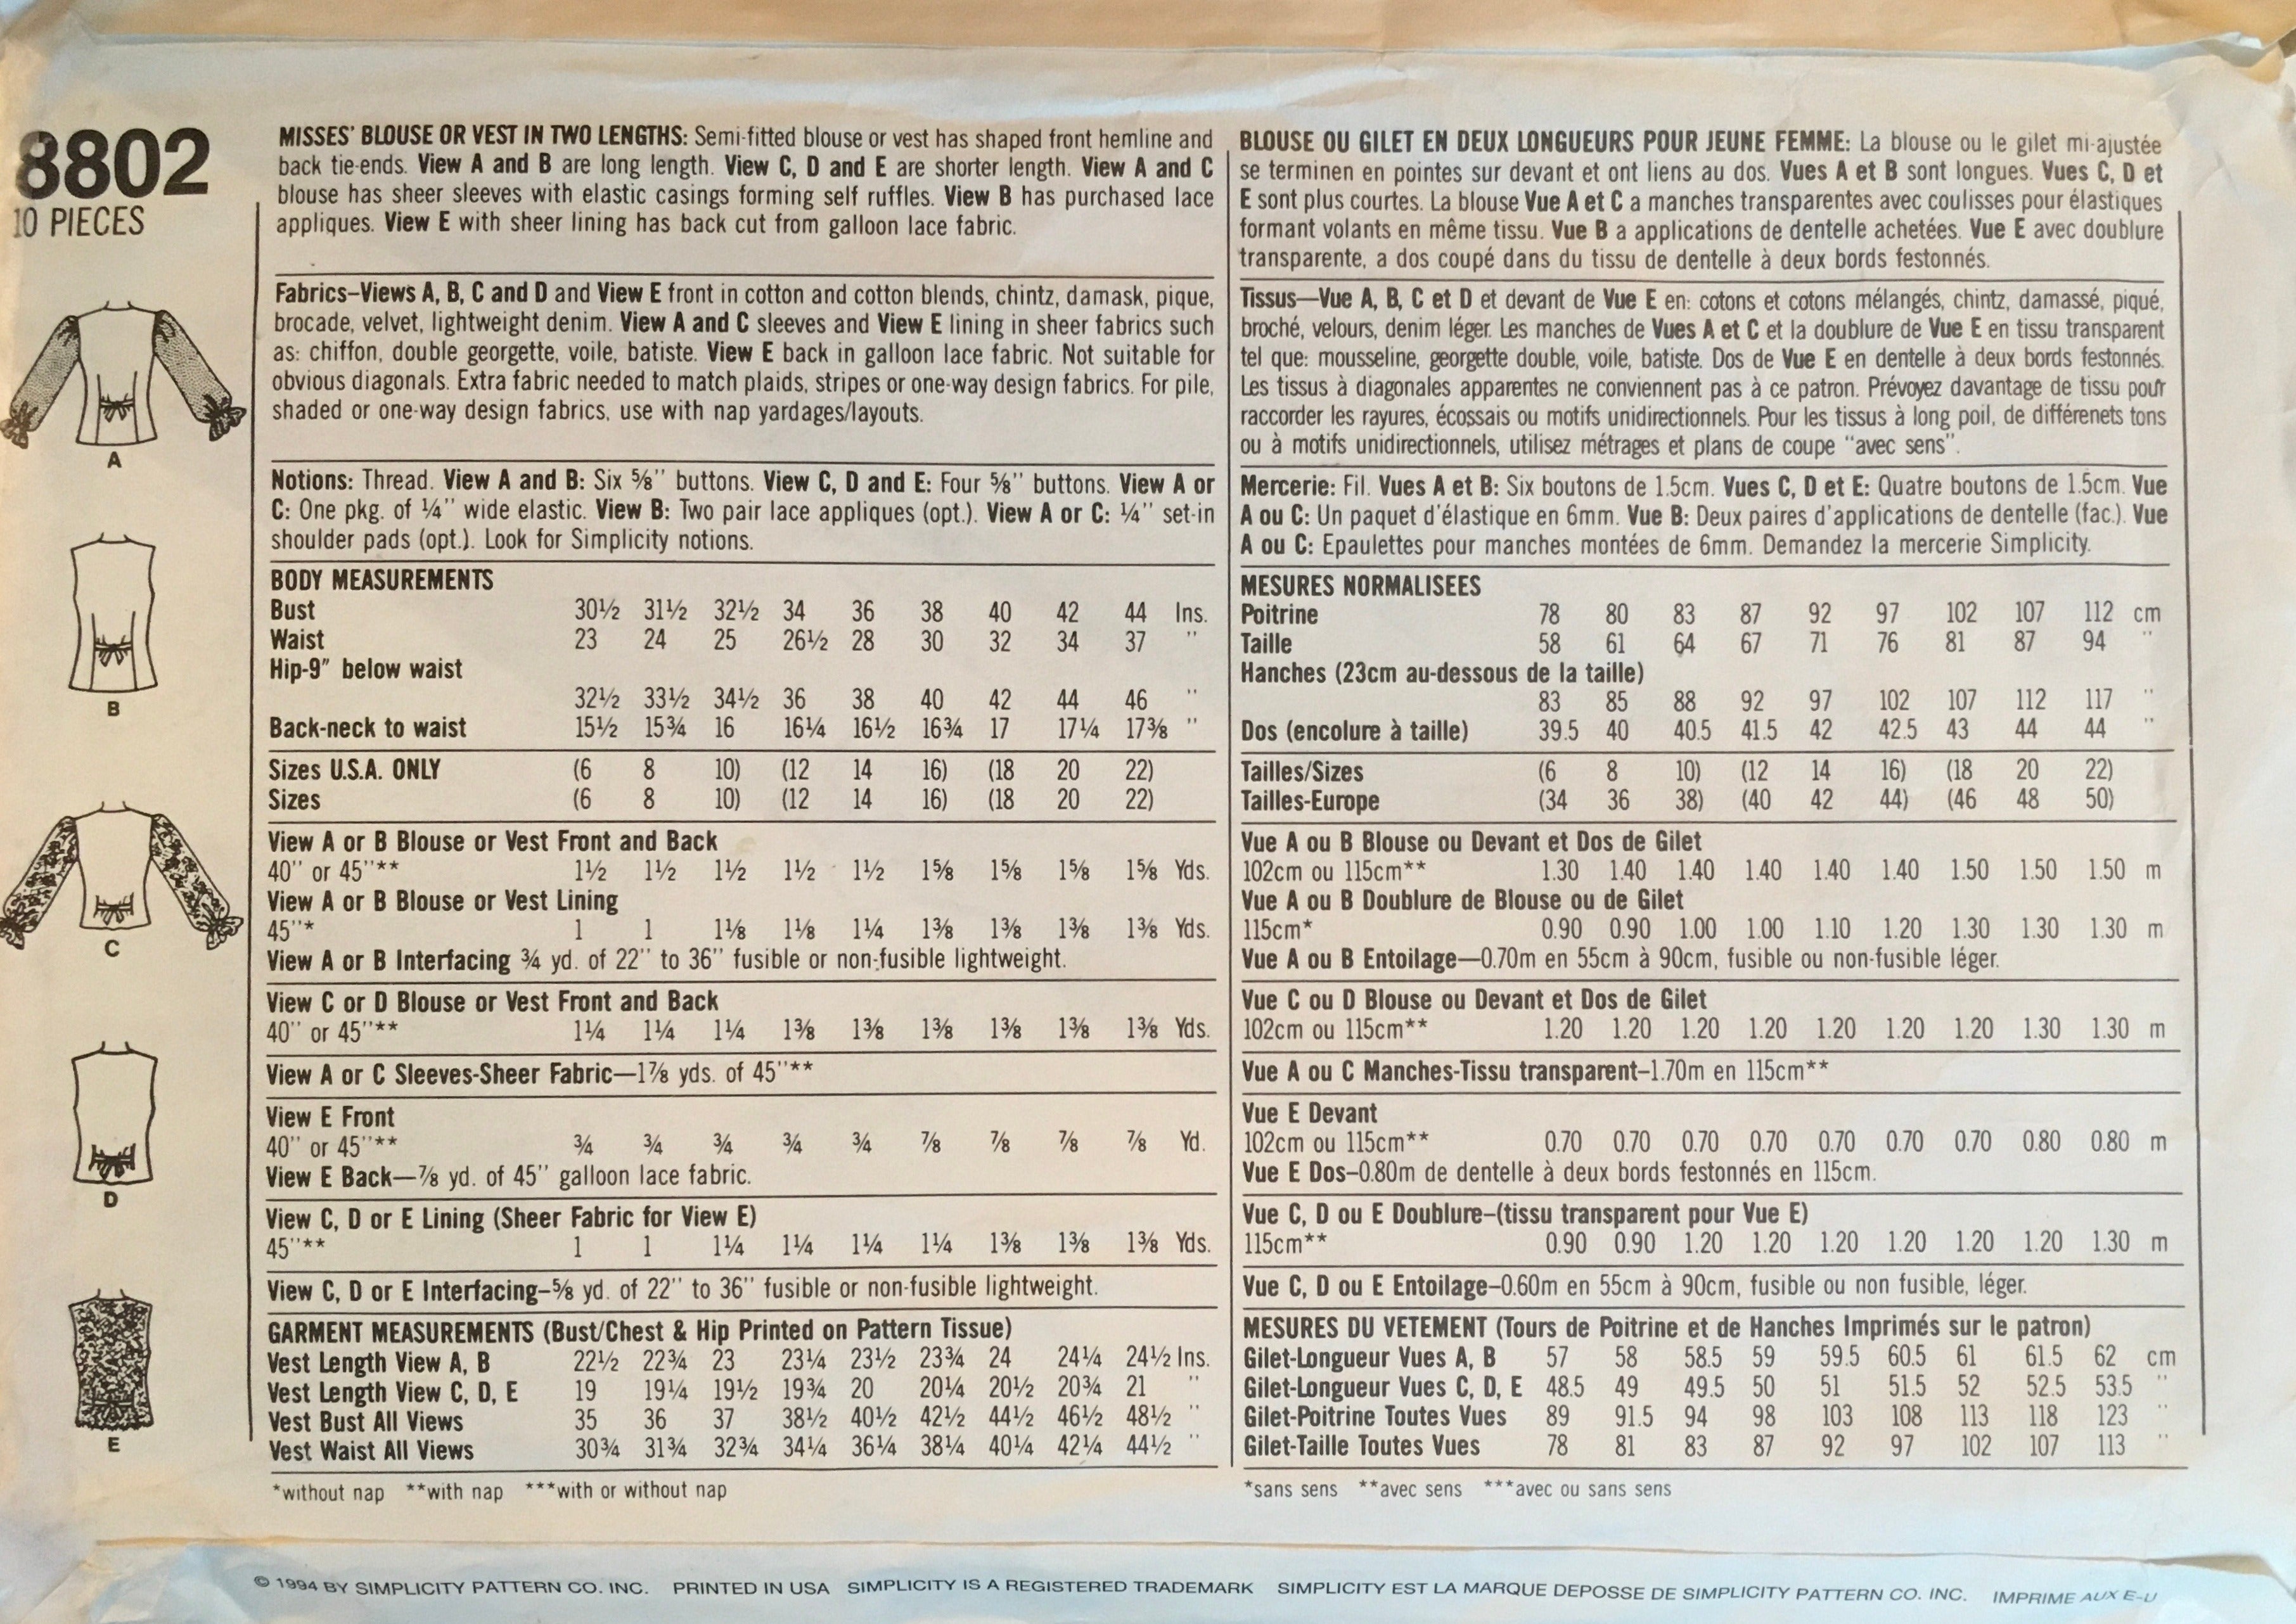 8802
10 PIECES
A
B
C
D
E
MISSES' BLOUSE OR VEST IN TWO LENGTHS: Semi-fitted blouse or vest has shaped front hemline and
back tie-ends. View A and B are long length. View C, D and E are shorter length. View A and C
blouse has sheer sleeves with elastic casings forming self ruffles. View B has purchased lace
appliques. View E with sheer lining has back cut from galloon lace fabric.
Fabrics–Views A, B, C and D and View E front in cotton and cotton blends, chintz, damask, pique,
brocade, velvet, lightweight denim. View A and C sleeves and View E lining in sheer fabrics such
as: chiffon, double georgette, voile, batiste. View E back in galloon lace fabric. Not suitable for
obvious diagonals. Extra fabric needed to match plaids, stripes or one-way design fabrics. For pile,
shaded or one-way design fabrics, use with nap yardages/layouts.
Notions: Thread. View A and B: Six ⅝'' buttons. View C, D and E: Four ⅝'' buttons. View A or
C: One pkg. of ¼'' wide elastic. View B: Two pair lace appliques (opt.). View A or C: ¼'' set-in
shoulder pads (opt.). Look for Simplicity notions.
BODY MEASUREMENTS
Bust 30½ 31½ 32½ 34 36 38 40 42 44 Ins.
Waist 23 24 25 26½ 28 30 32 34 37 ''
Hip-9" below waist
32½ 33½ 34½ 36 38 40 42 44 46 ''
Back-neck to waist 15½ 15¾ 16 16¼ 16½ 16¾ 17 17¼ 17⅜ ''
Sizes U.S.A. ONLY (6 8 10) (12 14 16) (18 20 22)
Sizes (6 8 10) (12 14 16) (18 20 22)
View A or B Blouse or Vest Front and Back
40'' or 45''** 1½ 1½ 1½ 1½ 1½ 1⅝ 1⅝ 1⅝ 1⅝ Yds.
View A or B Blouse or Vest Lining
45''* 1 1 1⅛ 1⅛ 1¼ 1⅜ 1⅜ 1⅜ 1⅜ Yds.
View A or B Interfacing ¾ yd. of 22'' to 36'' fusible or non-fusible lightweight.
View C or D Blouse or Vest Front and Back
40'' or 45''** 1¼ 1¼ 1¼ 1⅜ 1⅜ 1⅜ 1⅜ 1⅜ 1⅜ Yds.
View A or C Sleeves-Sheer Fabric—1⅞ yds. of 45''**
View E Front
40'' or 45''** ¾ ¾ ¾ ¾ ¾ ⅞ ⅞ ⅞ ⅞ Yd.
View E Back—⅞ yd. of 45'' galloon lace fabric.
View C, D or E Lining (Sheer Fabric for View E)
45''** 1 1 1¼ 1¼ 1¼ 1¼ 1⅜ 1⅜ 1⅜ Yds.
View C, D or E Interfacing–⅝ yd. of 22'' to 36'' fusible or non-fusible lightweight.
GARMENT MEASUREMENTS (Bust/Chest & Hip Printed on Pattern Tissue)
Vest Length View A, B 22½ 22¾ 23 23¼ 23½ 23¾ 24 24¼ 24½ Ins.
Vest Length View C, D, E 19 19¼ 19½ 19¾ 20 20¼ 20½ 20¾ 21 ''
Vest Bust All Views 35 36 37 38½ 40½ 42½ 44½ 46½ 48½ ''
Vest Waist All Views 30¾ 31¾ 32¾ 34¼ 36¼ 38¼ 40¼ 42¼ 44½ ''
*without nap **with nap ***with or without nap
BLOUSE OU GILET EN DEUX LONGUEURS POUR JEUNE FEMME: La blouse ou le gilet mi-ajustée
se terminen en pointes sur devant et ont liens au dos. Vues A et B sont longues. Vues C, D et
E sont plus courtes. La blouse Vue A et C a manches transparentes avec coulisses pour élastiques
formant volants en même tissu. Vue B a applications de dentelle achetées. Vue E avec doublure
transparente, a dos coupé dans du tissu de dentelle à deux bords festonnés.
Tissus—Vue A, B, C et D et devant de Vue E en: cotons et cotons mélangés, chintz, damassé, piqué,
broché, velours, denim léger. Les manches de Vues A et C et la doublure de Vue E en tissu transparent
tel que: mousseline, georgette double, voile, batiste. Dos de Vue E en dentelle à deux bords festonnés.
Les tissus à diagonales apparentes ne conviennent pas à ce patron. Prévoyez davantage de tissu pour
raccorder les rayures, écossais ou motifs unidirectionnels. Pour les tissus à long poil, de différenets tons
ou à motifs unidirectionnels, utilisez métrages et plans de coupe "avec sens".
Mercerie: Fil. Vues A et B: Six boutons de 1.5cm. Vues C, D et E: Quatre boutons de 1.5cm. Vue
A ou C: Un paquet d'élastique en 6mm. Vue B: Deux paires d'applications de dentelle (fac.). Vue
A ou C: Epaulettes pour manches montées de 6mm. Demandez la mercerie Simplicity.
MESURES NORMALISEES
Poitrine 78 80 83 87 92 97 102 107 112 cm
Taille 58 61 64 67 71 76 81 87 94 ''
Hanches (23cm au-dessous de la taille)
83 85 88 92 97 102 107 112 117 ''
Dos (encolure à taille) 39.5 40 40.5 41.5 42 42.5 43 44 44 ''
Tailles/Sizes (6 8 10) (12 14 16) (18 20 22)
Tailles-Europe (34 36 38) (40 42 44) (46 48 50)
Vue A ou B Blouse ou Devant et Dos de Gilet
102cm ou 115cm** 1.30 1.40 1.40 1.40 1.40 1.40 1.50 1.50 1.50 m
Vue A ou B Doublure de Blouse ou de Gilet
115cm* 0.90 0.90 1.00 1.00 1.10 1.20 1.30 1.30 1.30 m
Vue A ou B Entoilage—0.70m en 55cm à 90cm, fusible ou non-fusible léger.
Vue C ou D Blouse ou Devant et Dos de Gilet
102cm ou 115cm** 1.20 1.20 1.20 1.20 1.20 1.20 1.20 1.30 1.30 m
Vue A ou C Manches-Tissu transparent–1.70m en 115cm**
Vue E Devant
102cm ou 115cm** 0.70 0.70 0.70 0.70 0.70 0.70 0.70 0.80 0.80 m
Vue E Dos–0.80m de dentelle à deux bords festonnés en 115cm.
Vue C, D ou E Doublure–(tissu transparent pour Vue E)
115cm** 0.90 0.90 1.20 1.20 1.20 1.20 1.20 1.20 1.30 m
Vue C, D ou E Entoilage–0.60m en 55cm à 90cm, fusible ou non fusible, léger.
MESURES DU VETEMENT (Tours de Poitrine et de Hanches Imprimés sur le patron)
Gilet-Longueur Vues A, B 57 58 58.5 59 59.5 60.5 61 61.5 62 cm
Gilet-Longueur Vues C, D, E 48.5 49 49.5 50 51 51.5 52 52.5 53.5 ''
Gilet-Poitrine Toutes Vues 89 91.5 94 98 103 108 113 118 123 ''
Gilet-Taille Toutes Vues 78 81 83 87 92 97 102 107 113 ''
*sans sens **avec sens ***avec ou sans sens
© 1994 BY SIMPLICITY PATTERN CO. INC. PRINTED IN USA SIMPLICITY IS A REGISTERED TRADEMARK SIMPLICITY EST LA MARQUE DEPOSSE DE SIMPLICITY PATTERN CO. INC. IMPRIME AUX E-U